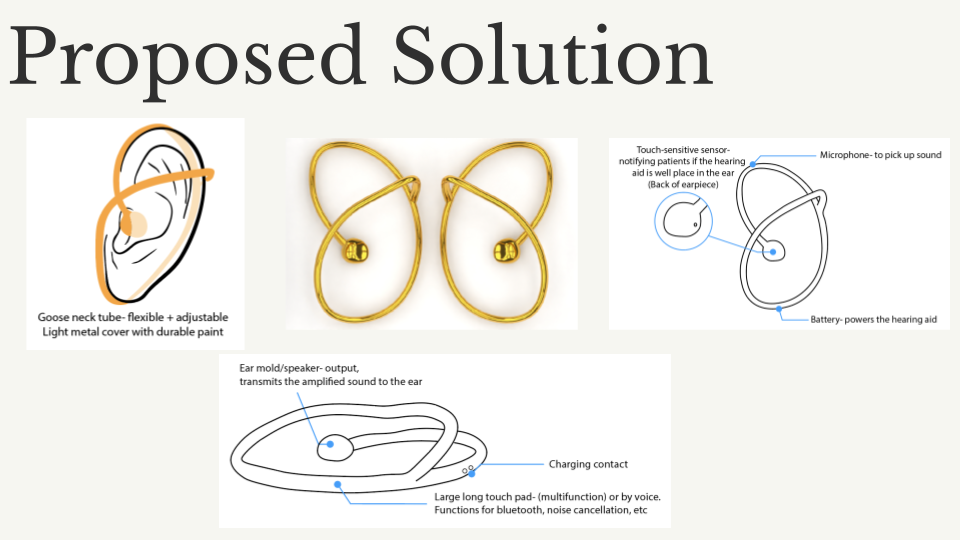 Proposed Solution
Goose neck tube- flexible + adjustable
Light metal cover with durable paint
Touch-sensitive sensor-
notifying patients if the hearing
aid is well place in the ear
(Back of earpiece)
Microphone- to pick up sound
Battery- powers the hearing aid
Ear mold/speaker- output,
transmits the amplified sound to the ear
Charging contact
Large long touch pad- (multifunction) or by voice.
Functions for bluetooth, noise cancellation, etc